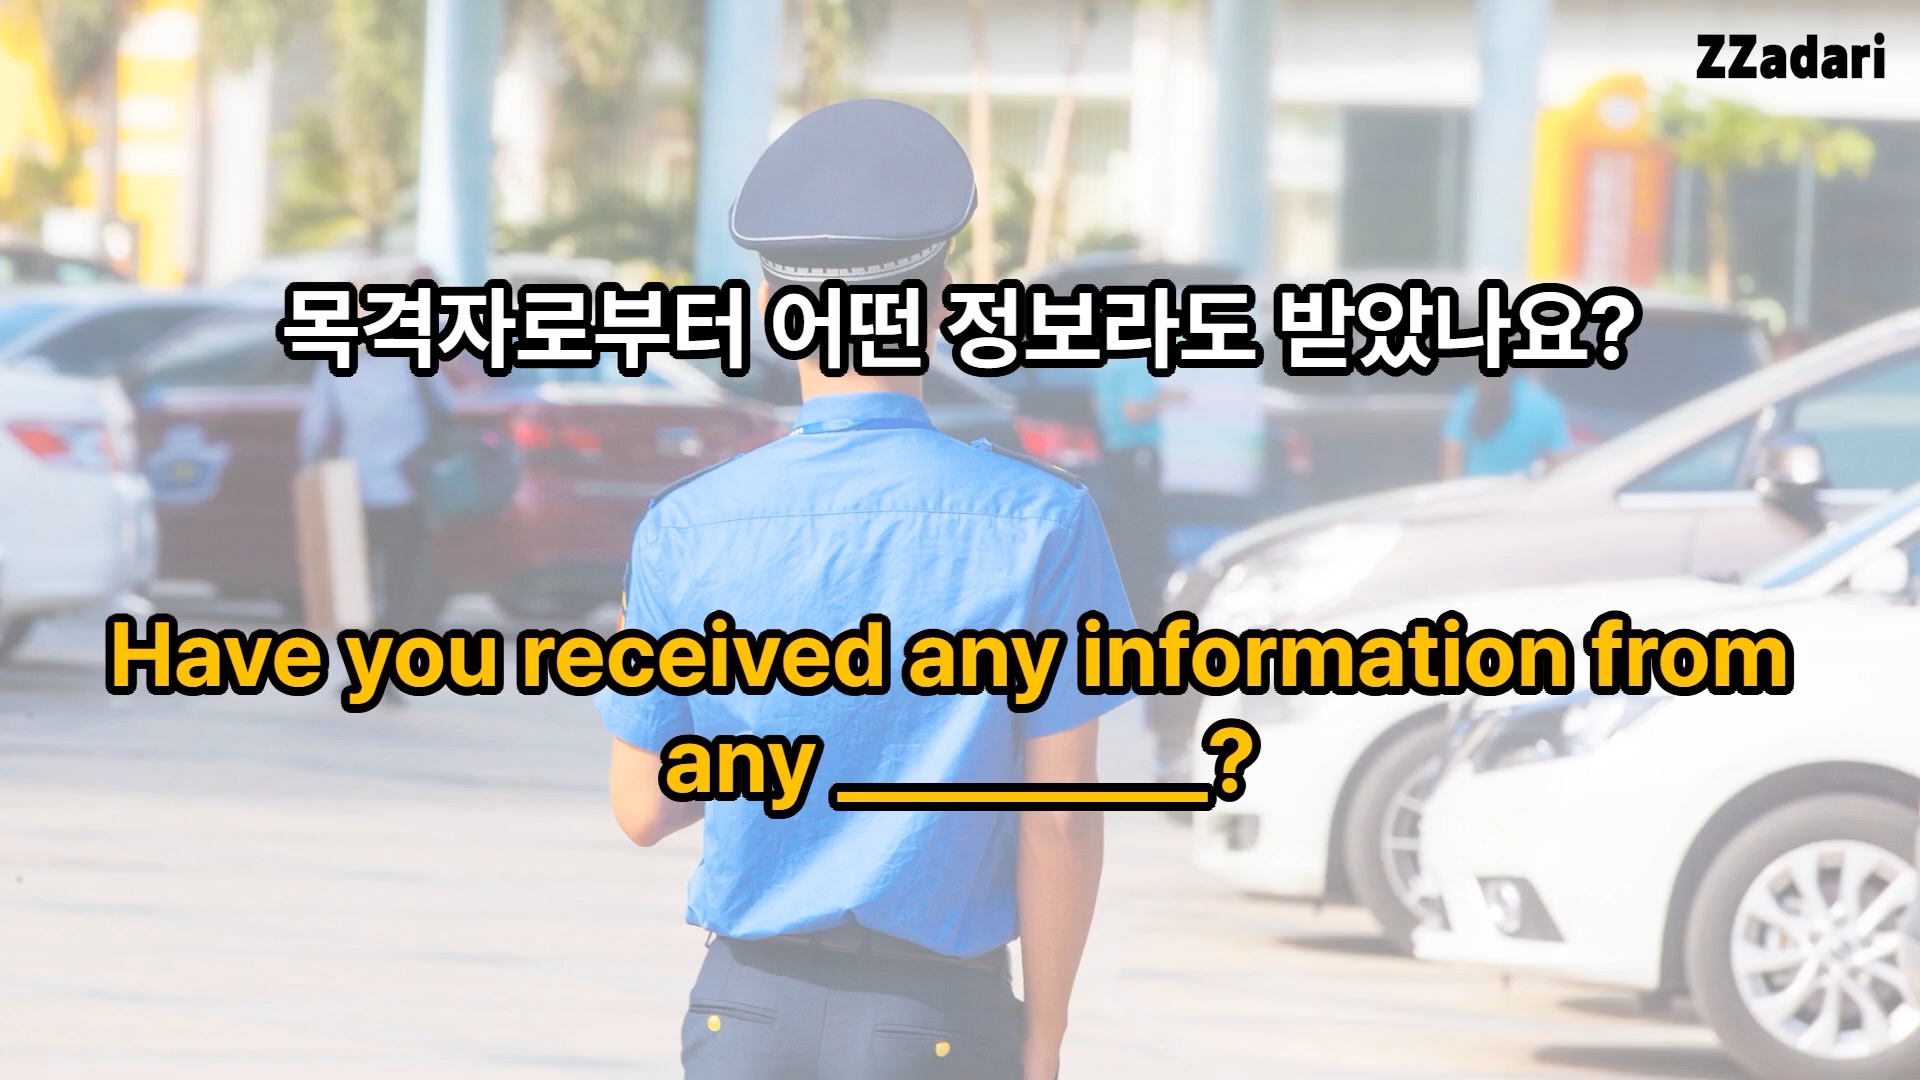 ZZadari
목격자로부터 어떤 정보라도 받았나요?
Have you received any information from
any ________?